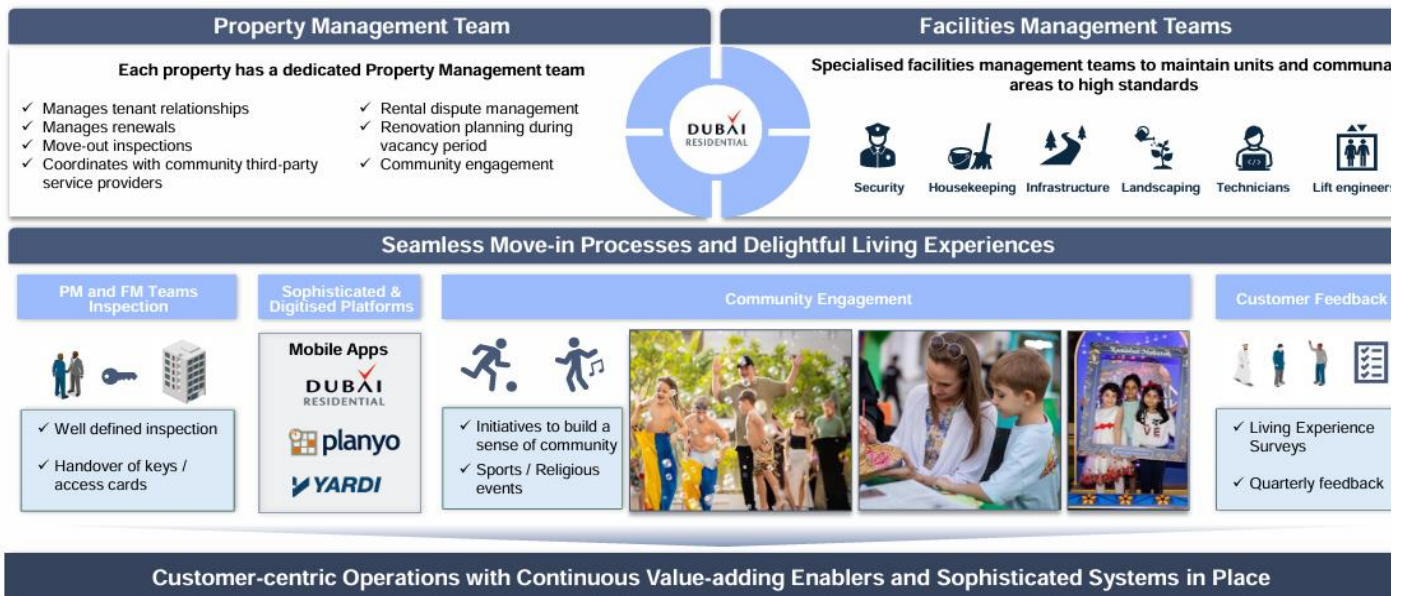 Property Management Team
Facilities Management Teams
Each property has a dedicated Property Management team
✓ Manages tenant relationships
✓ Manages renewals
✓ Move-out inspections
✓ Coordinates with community third-party
service providers
✓ Rental dispute management
✓ Renovation planning during
vacancy period
✓ Community engagement
DUBAI
RESIDENTIAL
Specialised facilities management teams to maintain units and communa
areas to high standards
Security
Housekeeping
Infrastructure
Landscaping
Technicians
Lift engineers
Seamless Move-in Processes and Delightful Living Experiences
PM and FM Teams
Inspection
✓ Well defined inspection
✓ Handover of keys /
access cards
Sophisticated &
Digitised Platforms
Mobile Apps
DUBAI
RESIDENTIAL
planyo
YARDI
Community Engagement
✓ Initiatives to build a
sense of community
✓ Sports / Religious
events
Customer Feedback
✓ Living Experience
Surveys
✓ Quarterly feedback
Customer-centric Operations with Continuous Value-adding Enablers and Sophisticated Systems in Place